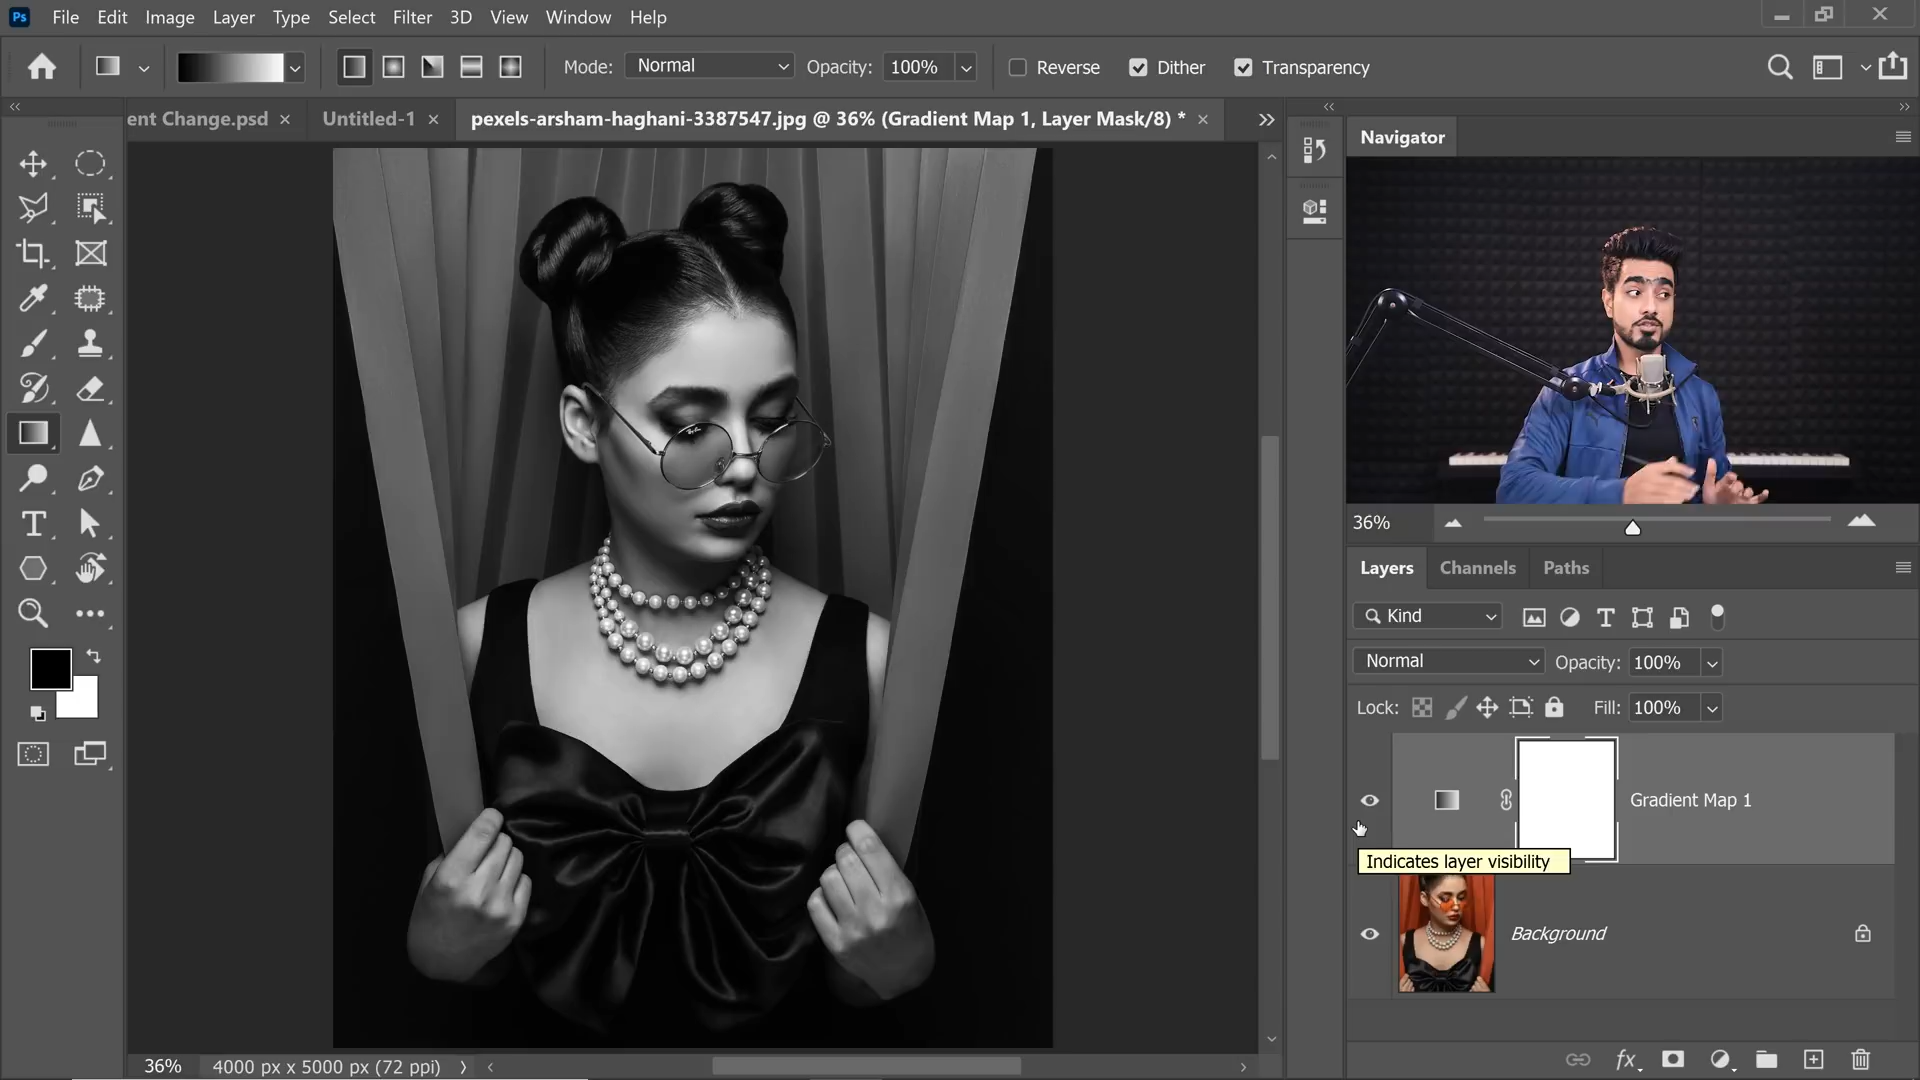 Ps File Edit Image Layer Type Select Filter 3D View Window Help
Mode: Normal Opacity: 100% Reverse Dither Transparency
ent Change.psd × Untitled-1 × pexels-arsham-haghani-3387547.jpg @ 36% (Gradient Map 1, Layer Mask/8) * ×
Navigator
36%
Layers Channels Paths
Kind
Normal Opacity: 100%
Lock: Fill: 100%
Gradient Map 1
Indicates layer visibility
Background
fx
36% 4000 px x 5000 px (72 ppi)